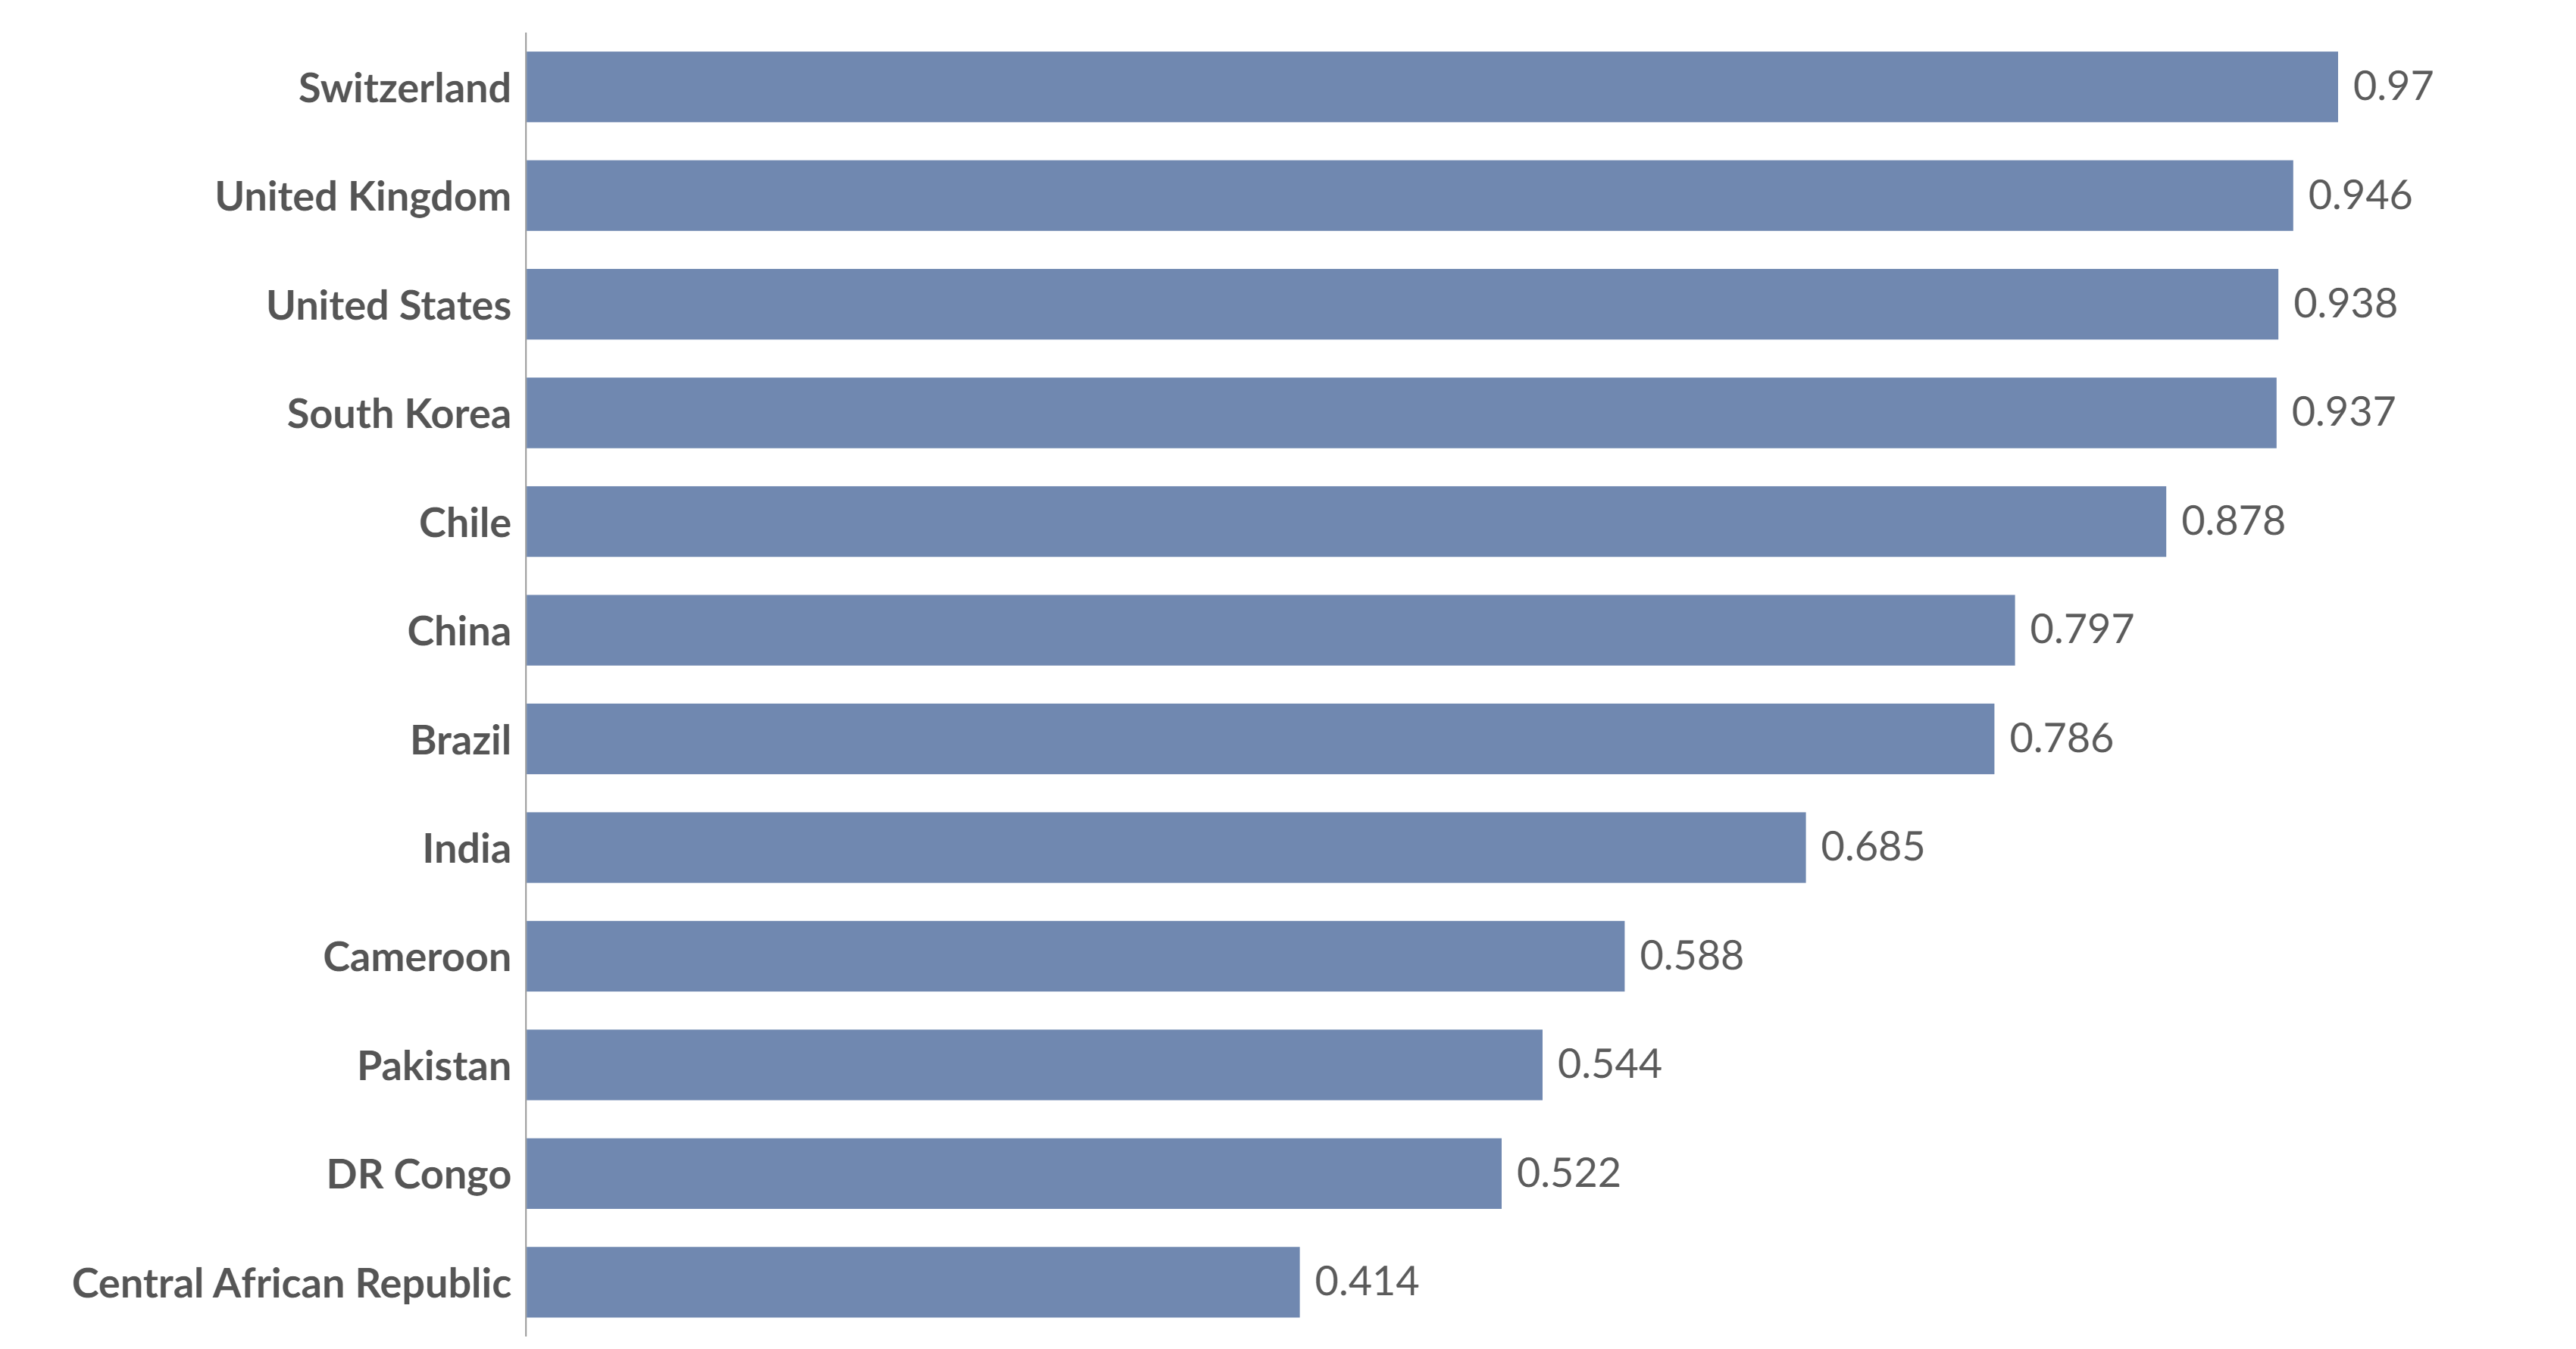 Switzerland 0.97
United Kingdom 0.946
United States 0.938
South Korea 0.937
Chile 0.878
China 0.797
Brazil 0.786
India 0.685
Cameroon 0.588
Pakistan 0.544
DR Congo 0.522
Central African Republic 0.414